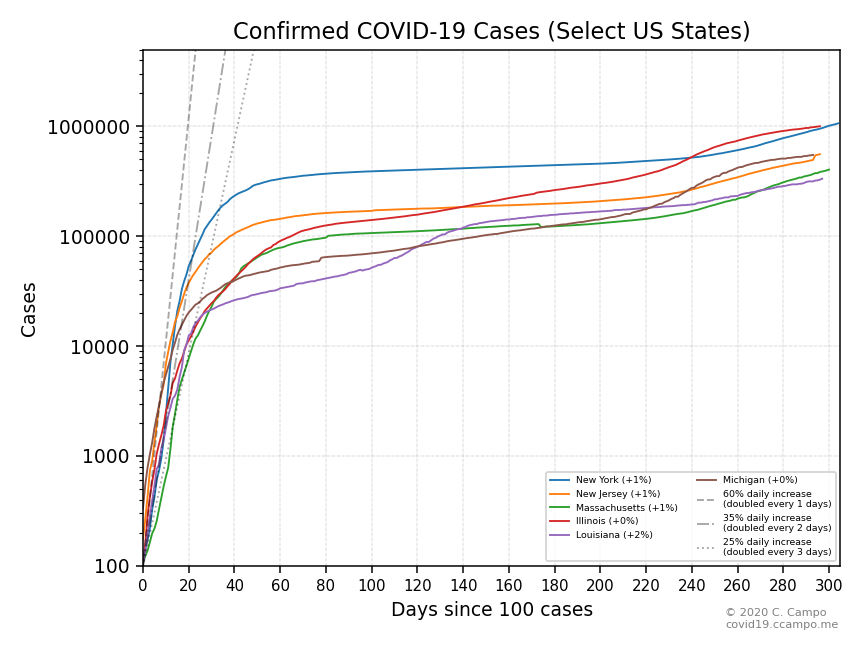 Confirmed COVID-19 Cases (Select US States)
1000000
100000
10000
1000
100
Cases
0 20 40 60 80 100 120 140 160 180 200 220 240 260 280 300
Days since 100 cases
New York (+1%)
New Jersey (+1%)
Massachusetts (+1%)
Illinois (+0%)
Louisiana (+2%)
Michigan (+0%)
60% daily increase
(doubled every 1 days)
35% daily increase
(doubled every 2 days)
25% daily increase
(doubled every 3 days)
© 2020 C. Campo
covid19.ccampo.me